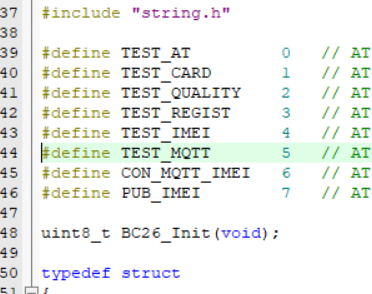 37 #include "string.h"
38
39 #define TEST_AT 0 // AT
40 #define TEST_CARD 1 // AT
41 #define TEST_QUALITY 2 // AT
42 #define TEST_REGIST 3 // AT
43 #define TEST_IMEI 4 // AT
44 #define TEST_MQTT 5 // AT
45 #define CON_MQTT_IMEI 6 // AT
46 #define PUB_IMEI 7 // AT
47
48 uint8_t BC26_Init(void);
49
50 typedef struct
51 {